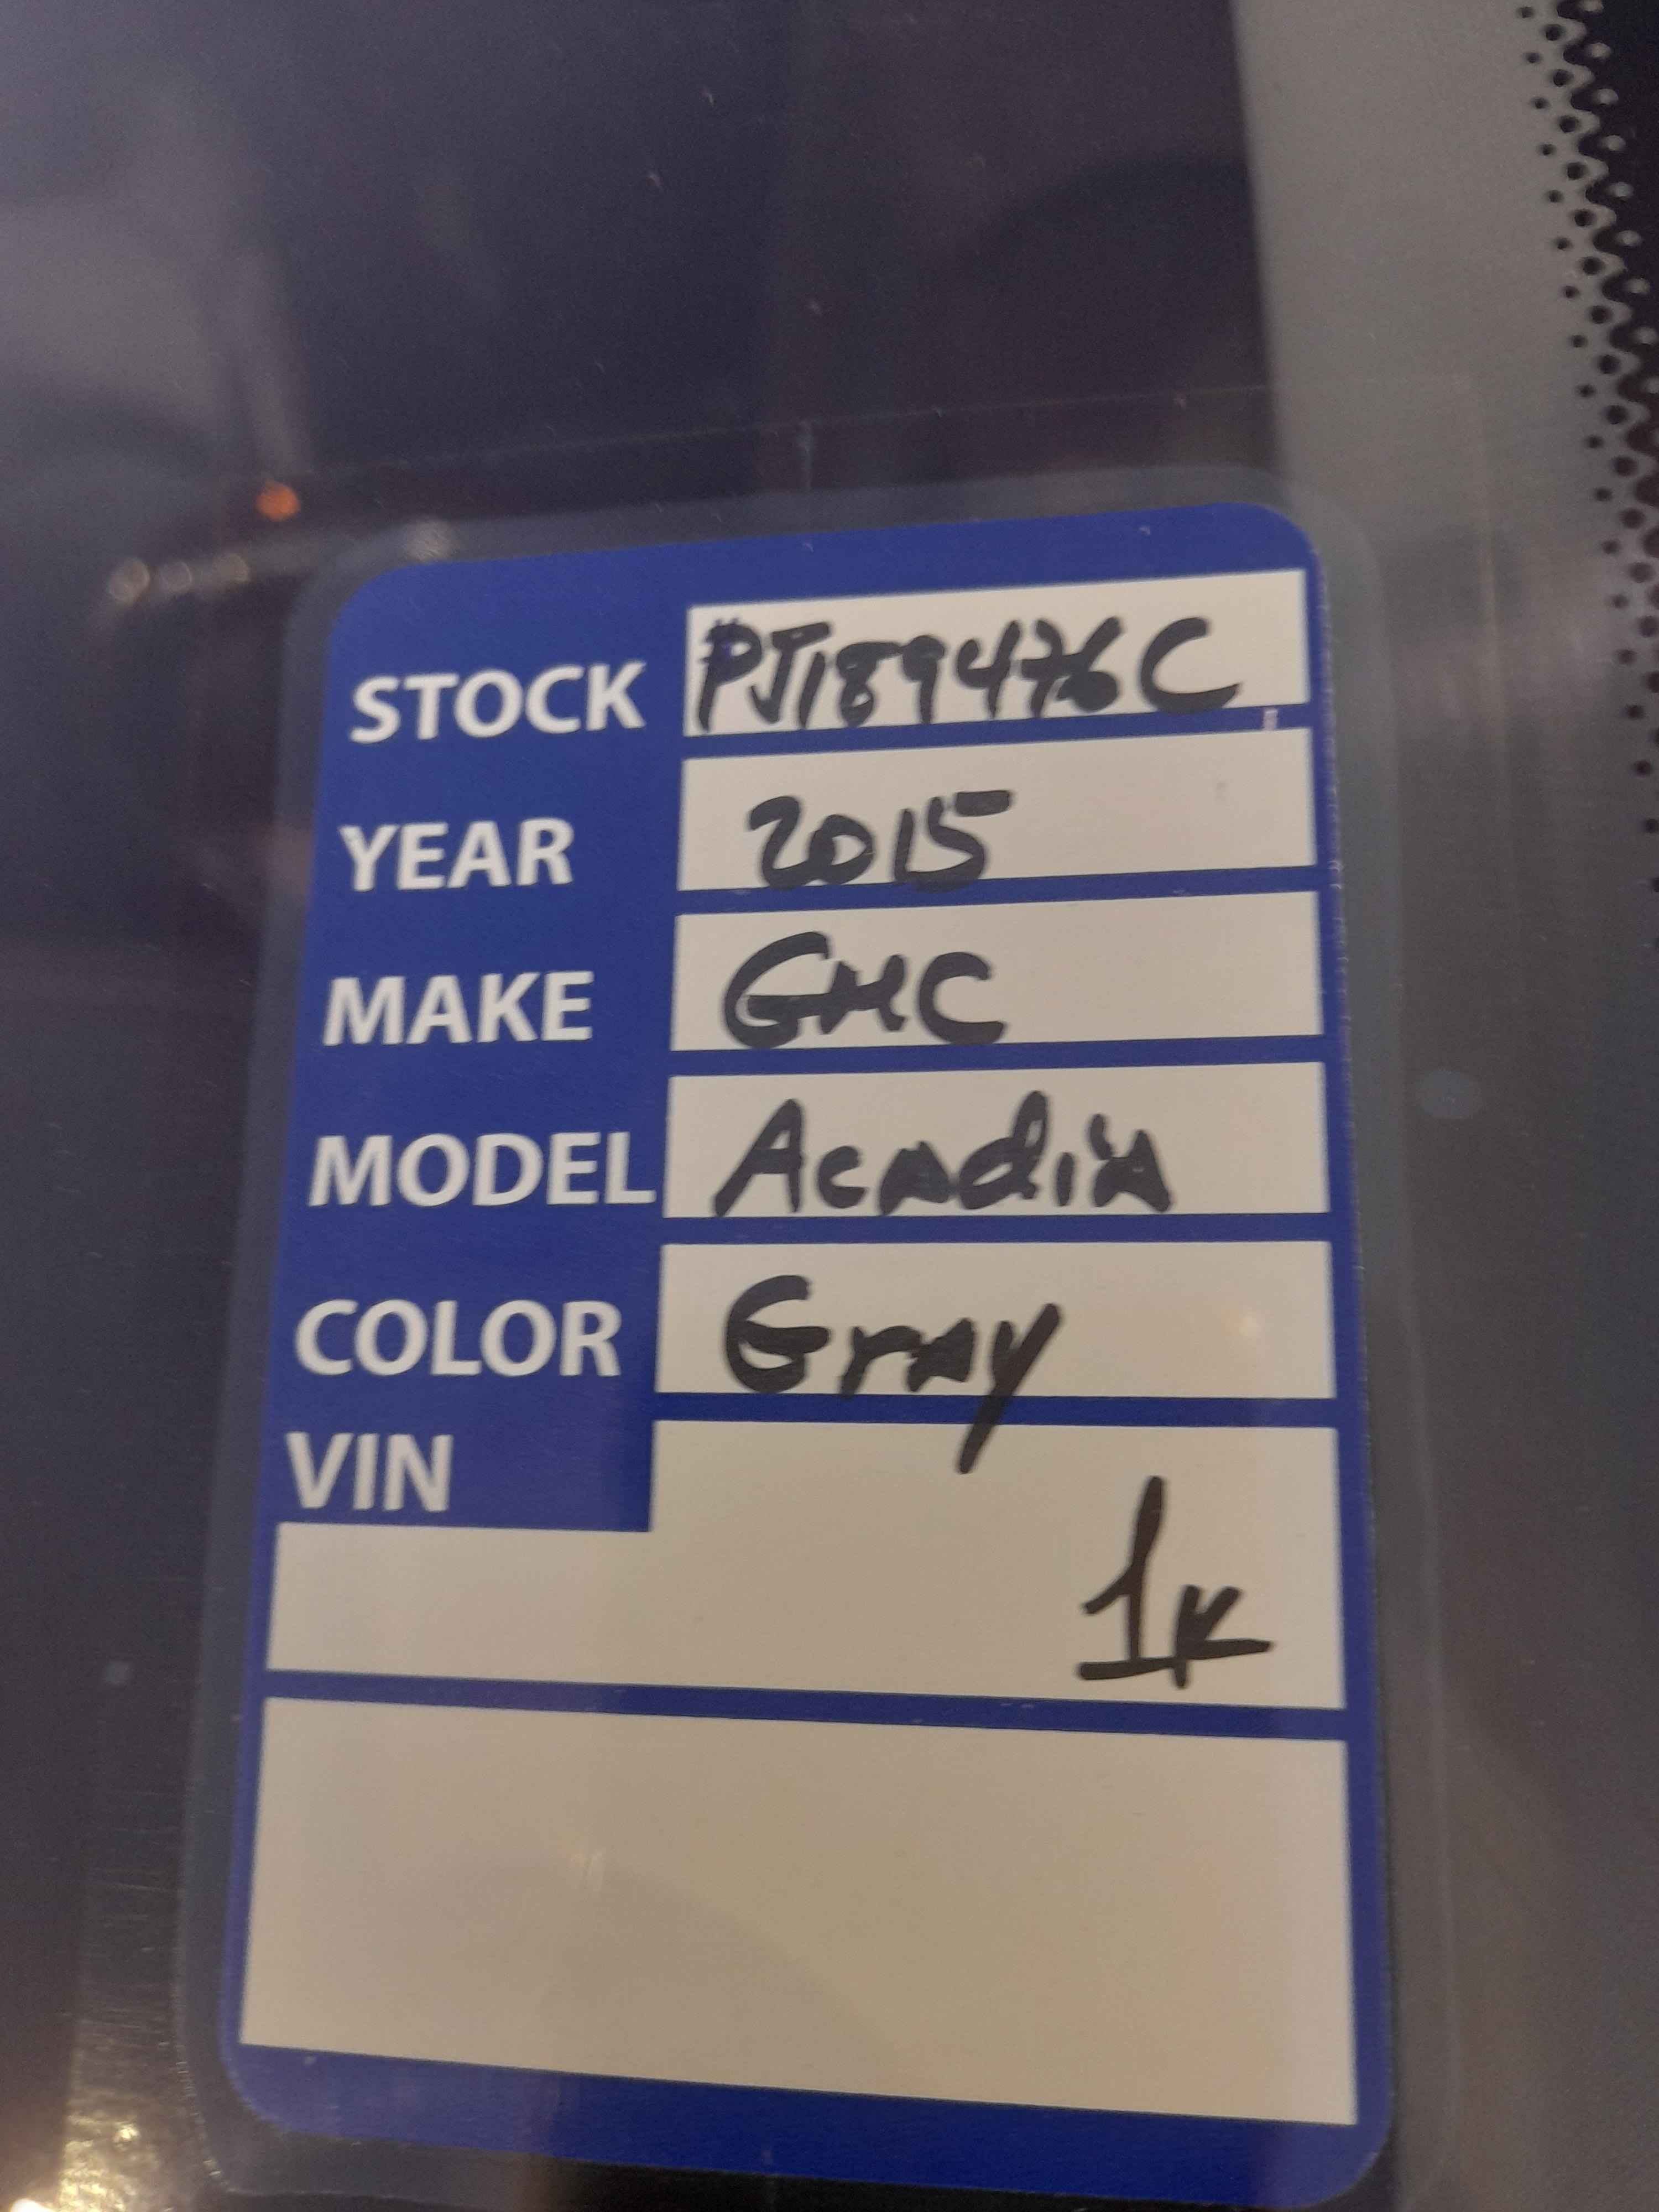 STOCK PJ189476C
YEAR 2015
MAKE GMC
MODEL Acadia
COLOR Gray
VIN
1K